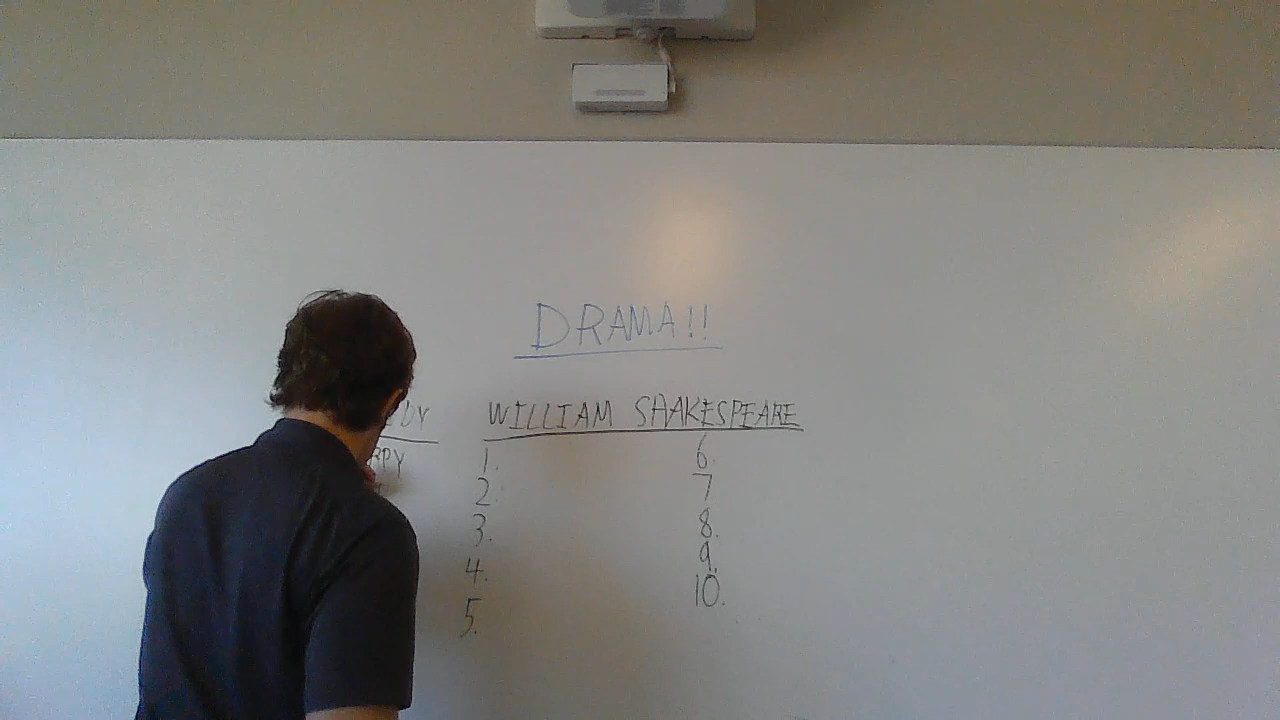 DRAMA!!
WILLIAM SHAKESPEARE
1. 6.
2. 7
3. 8.
4. 9.
5. 10.